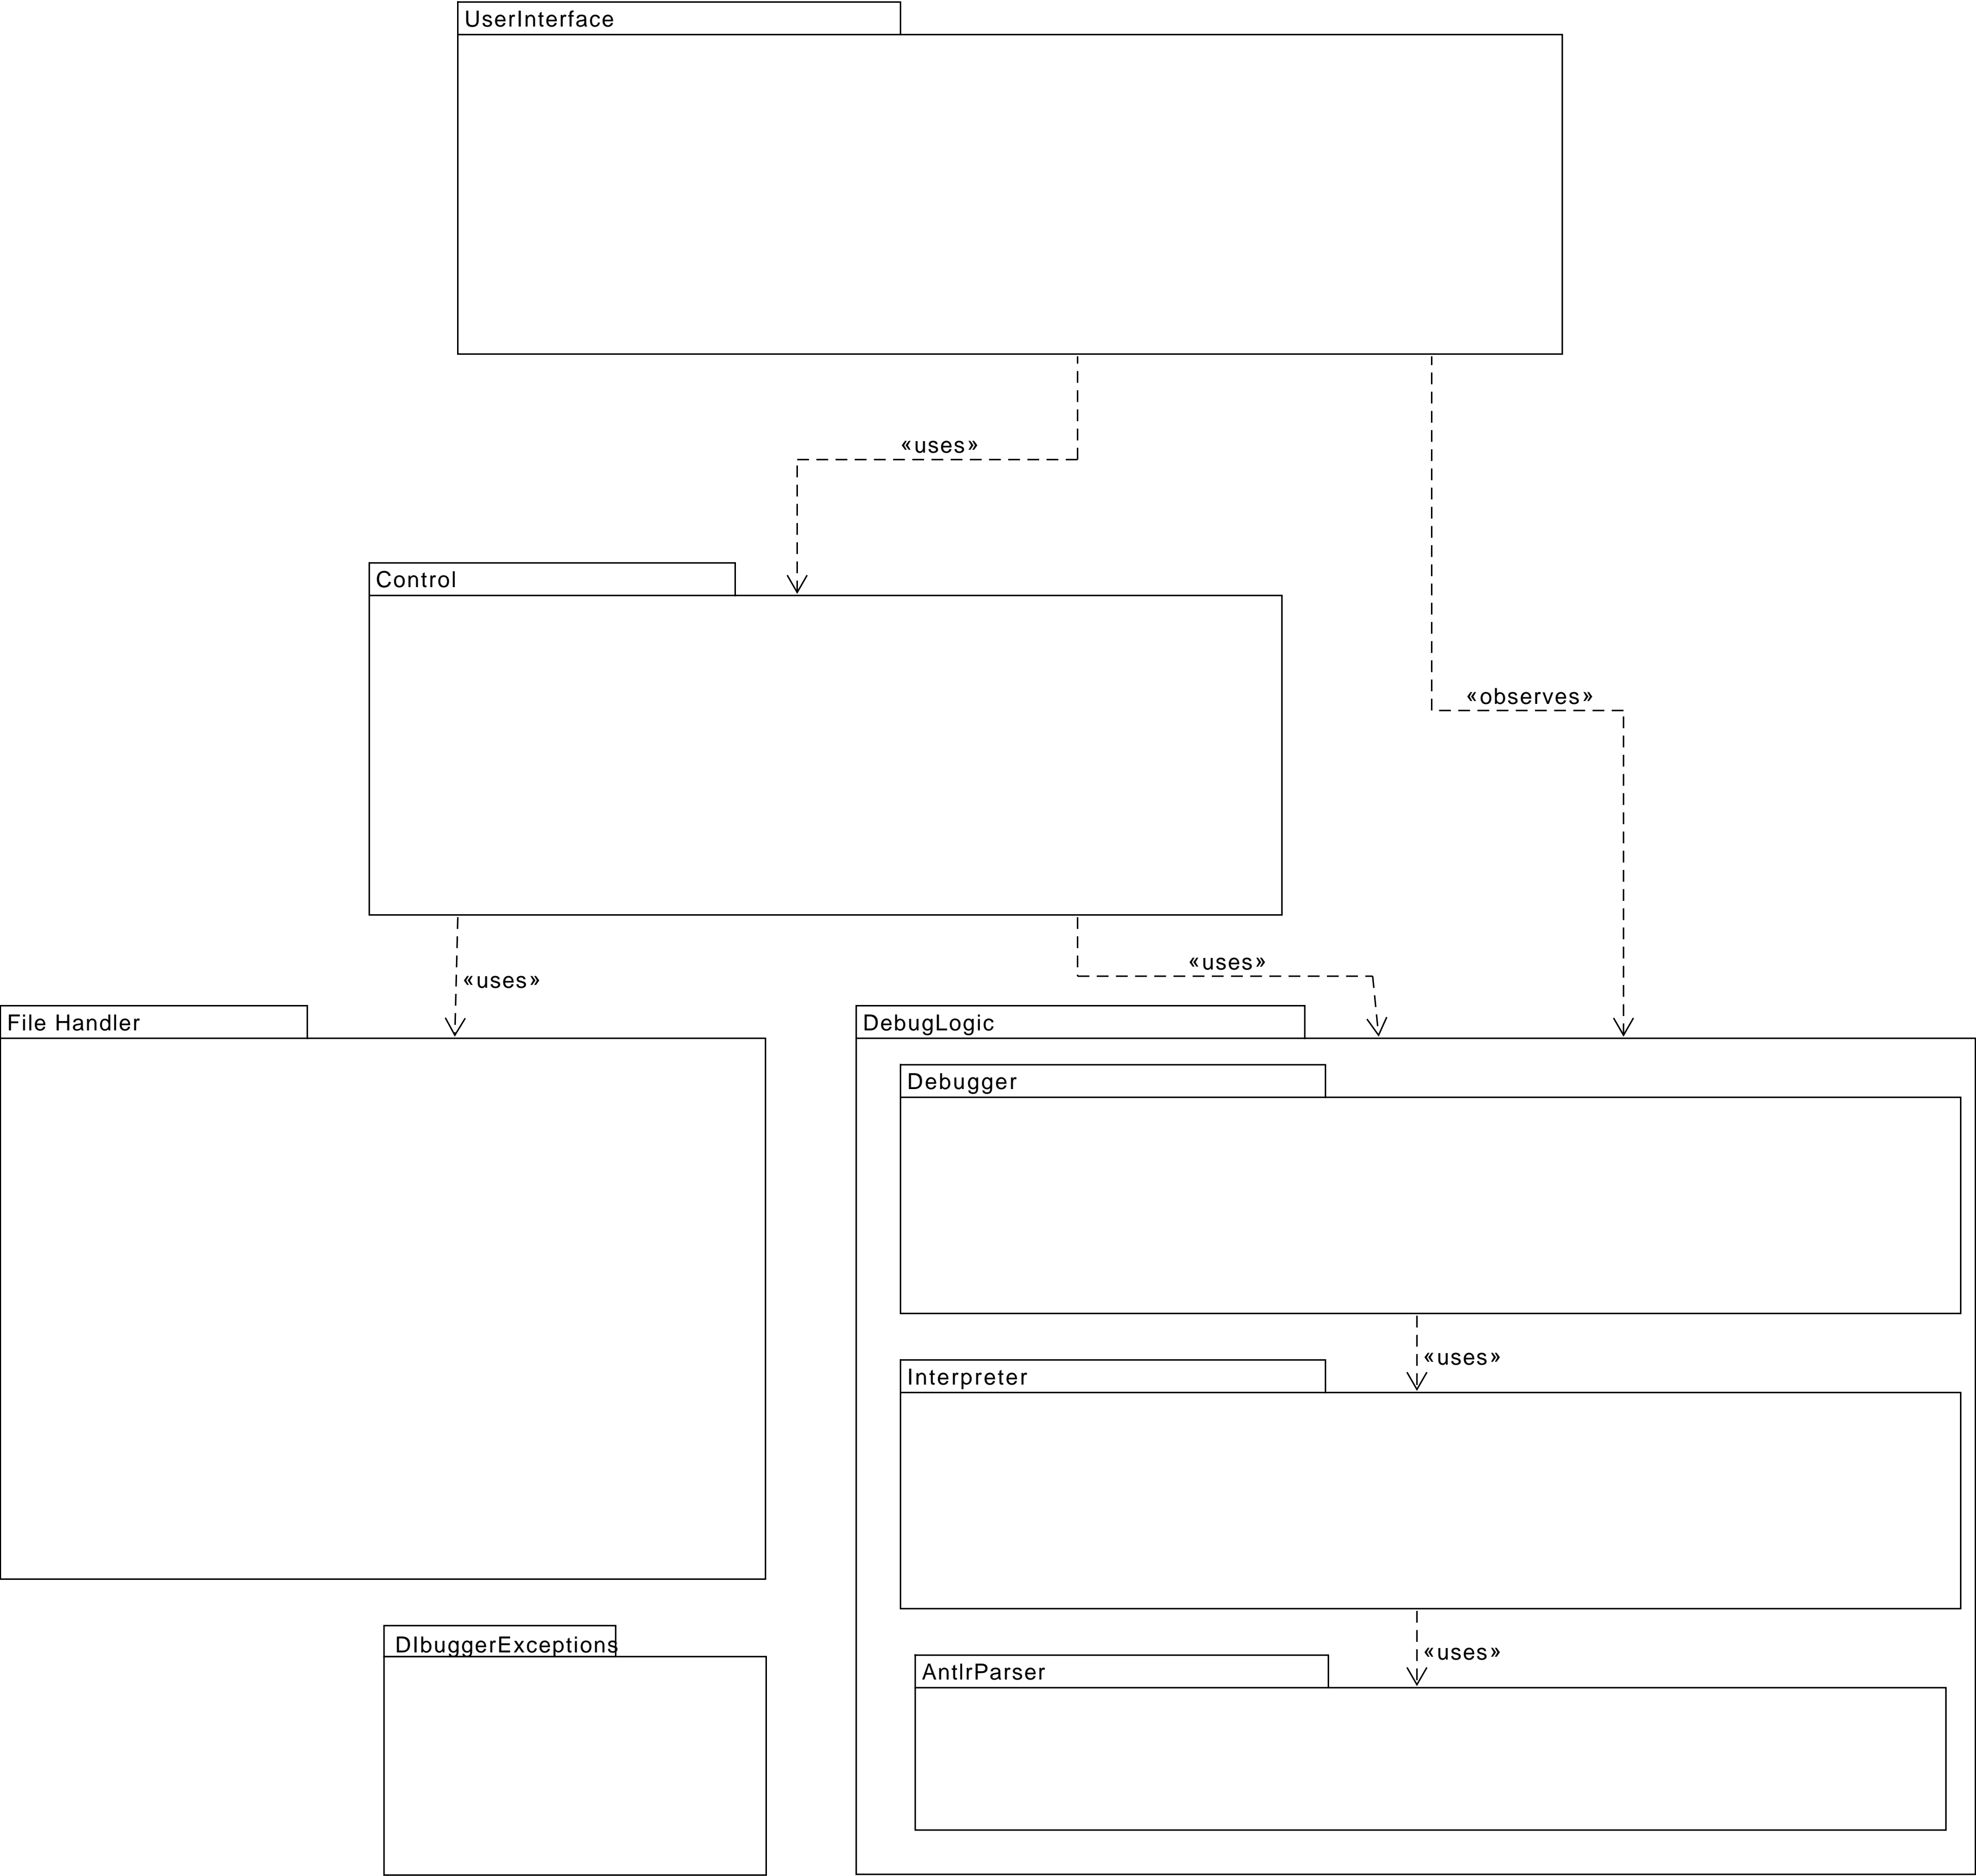 UserInterface
«uses»
Control
«observes»
«uses»
«uses»
File Handler
DebugLogic
Debugger
«uses»
Interpreter
DIbuggerExceptions
«uses»
AntlrParser